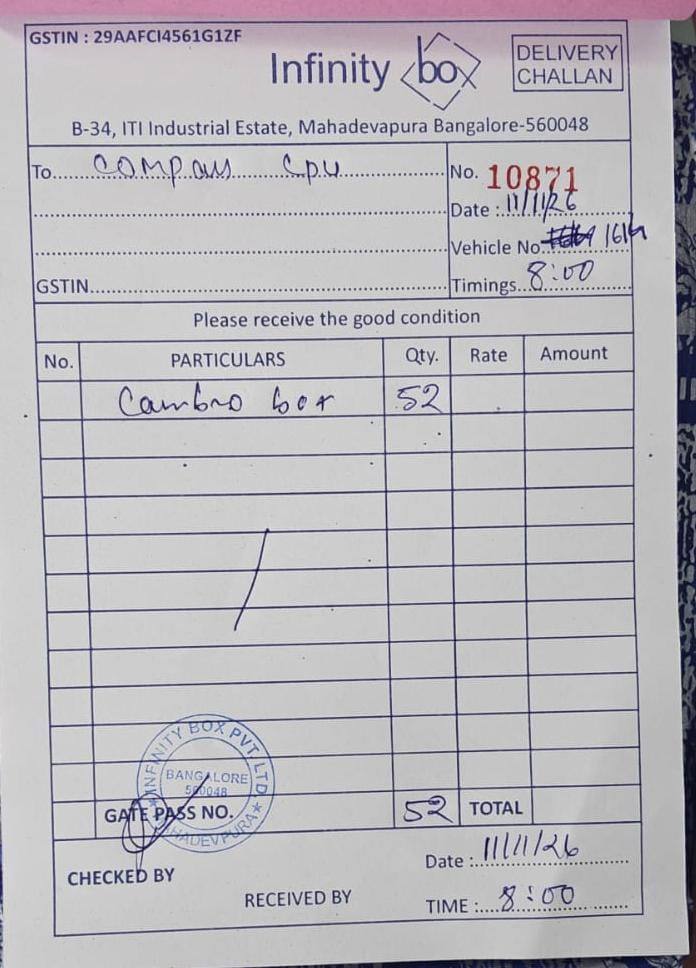 GSTIN : 29AAFCI4561G1ZF
Infinity box
DELIVERY CHALLAN
B-34, ITI Industrial Estate, Mahadevapura Bangalore-560048
To Compass Cpu
No. 10871
Date : 11/11/26
Vehicle No 1614
GSTIN
Timings 8:00
Please receive the good condition
No. PARTICULARS Qty. Rate Amount
Cambro box 52
INFINITY BOX PVT LTD
BANGALORE
560048
MAHADEVPURA
GATE PASS NO. 52 TOTAL
Date : 11/11/26
CHECKED BY
RECEIVED BY
TIME : 8:00